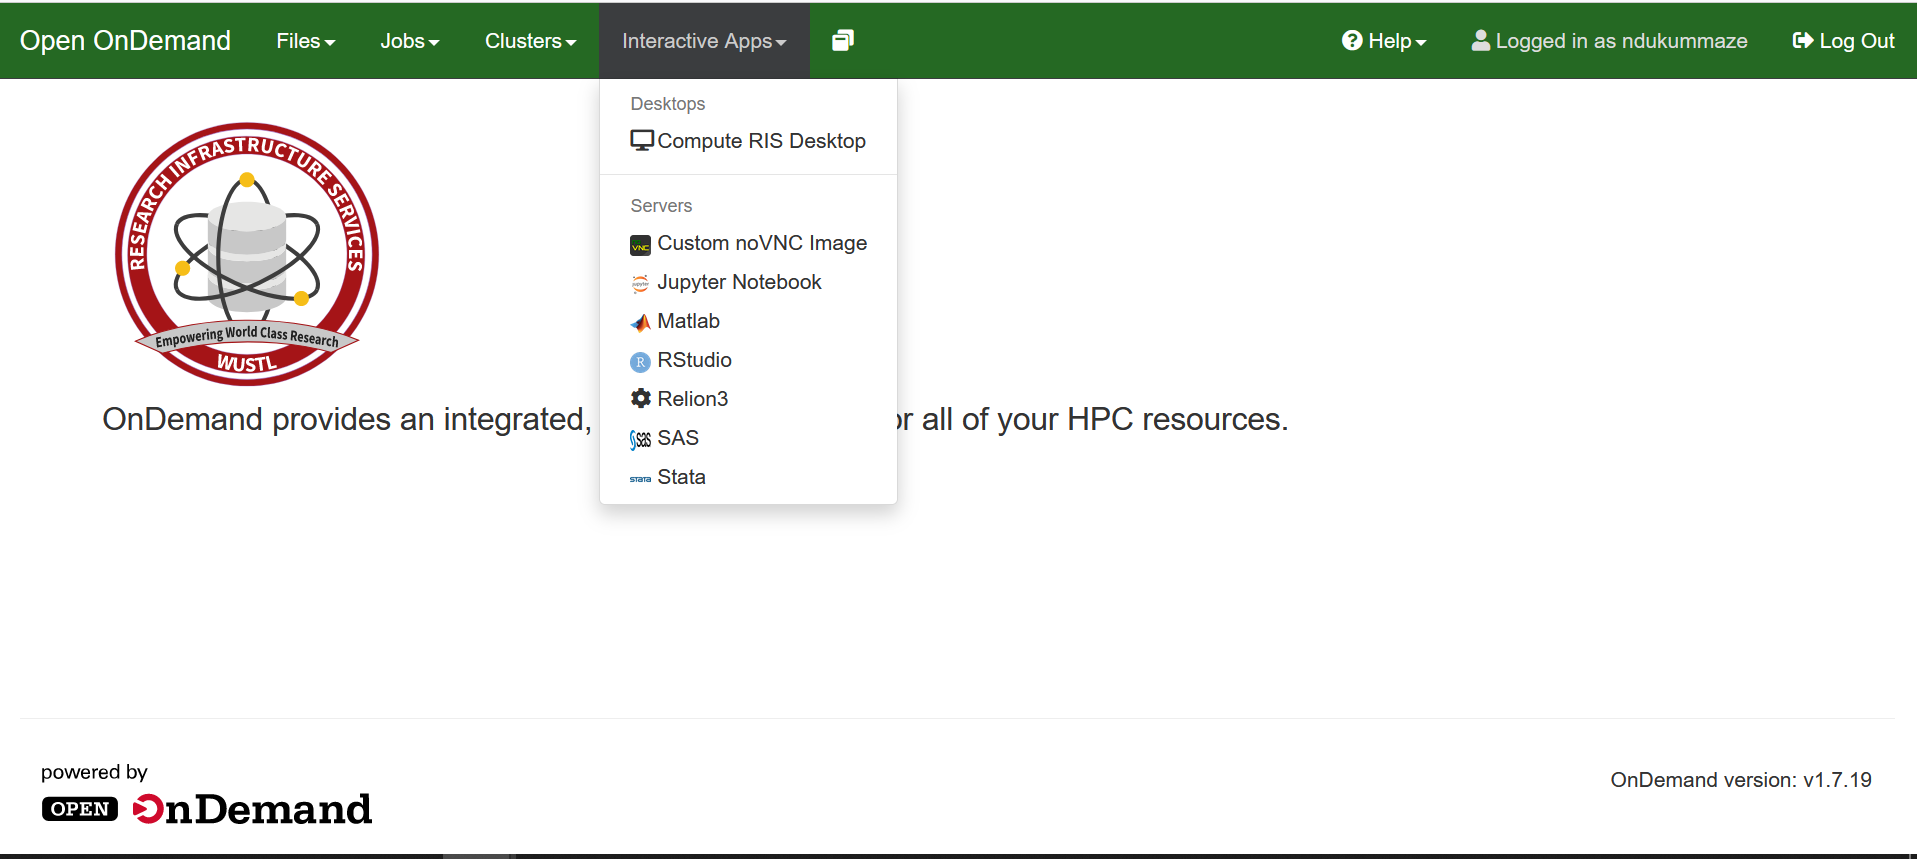 Open OnDemand Files Jobs Clusters Interactive Apps Help Logged in as ndukummaze Log Out
Desktops
Compute RIS Desktop
Servers
Custom noVNC Image
Jupyter Notebook
Matlab
RStudio
Relion3
SAS
Stata
RESEARCH INFRASTRUCTURE SERVICES
Empowering World Class Research
WUSTL
OnDemand provides an integrated, r all of your HPC resources.
powered by
OPEN OnDemand
OnDemand version: v1.7.19